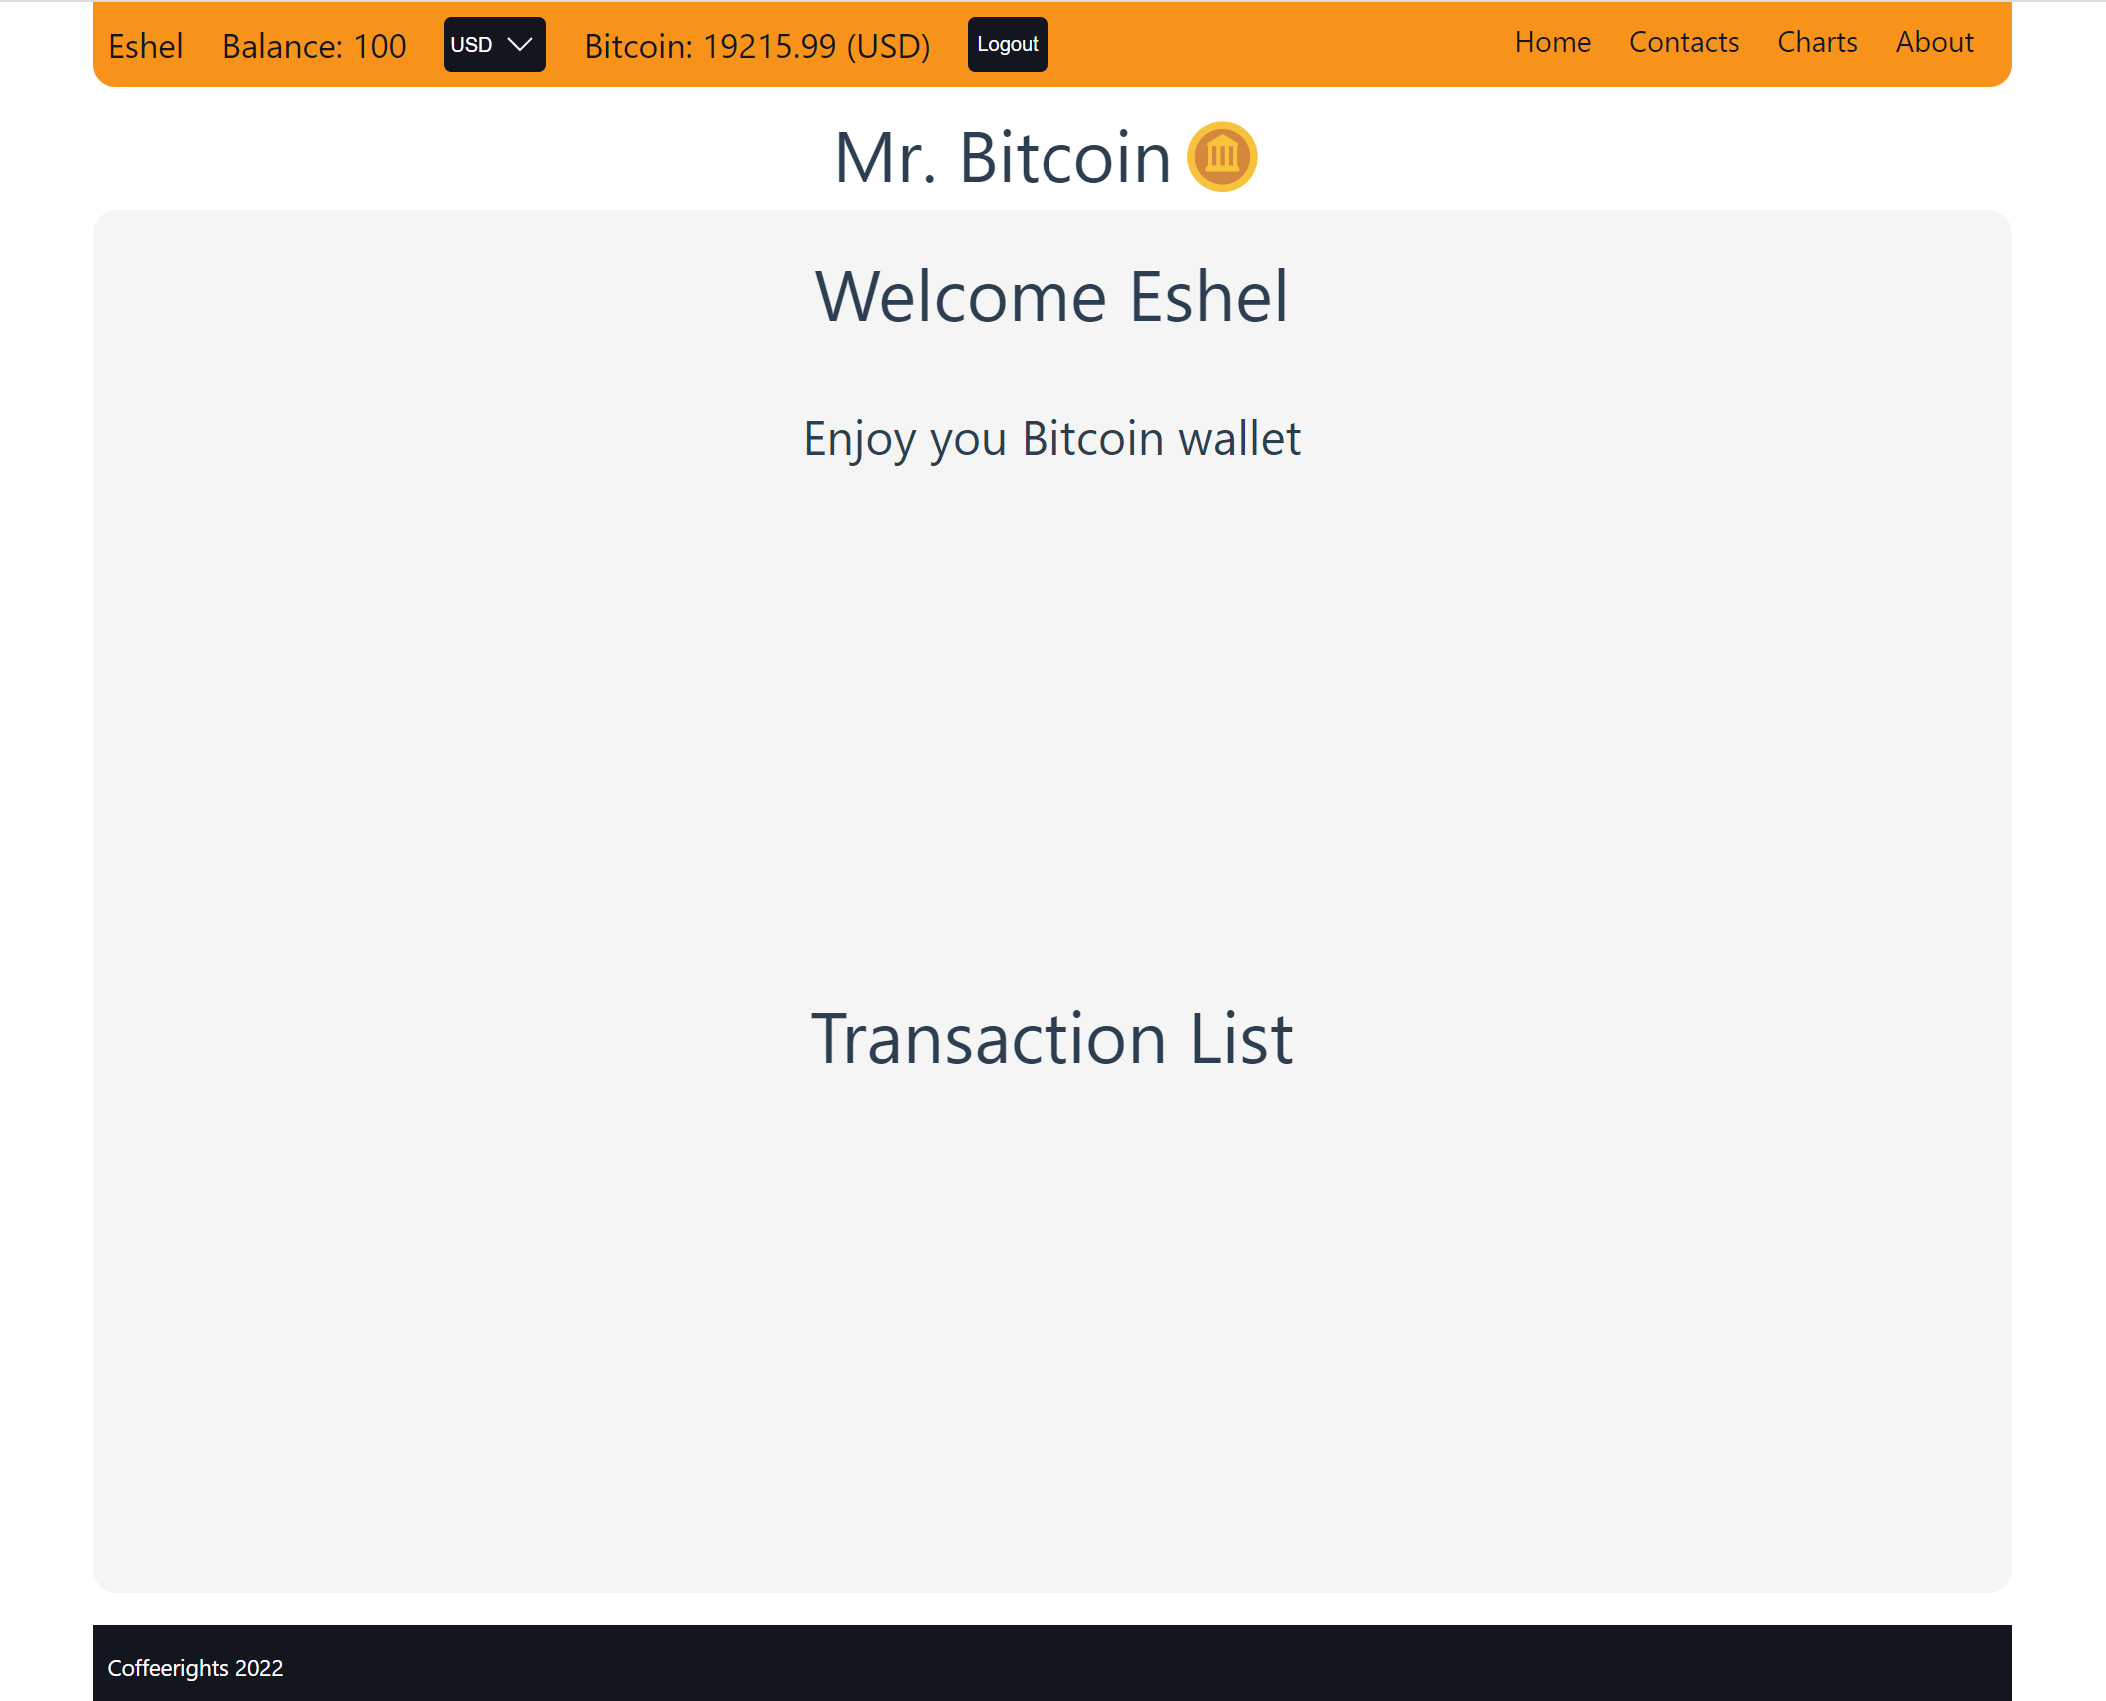 Eshel Balance: 100 USD Bitcoin: 19215.99 (USD) Logout Home Contacts Charts About
Mr. Bitcoin
Welcome Eshel
Enjoy you Bitcoin wallet
Transaction List
Coffeerights 2022